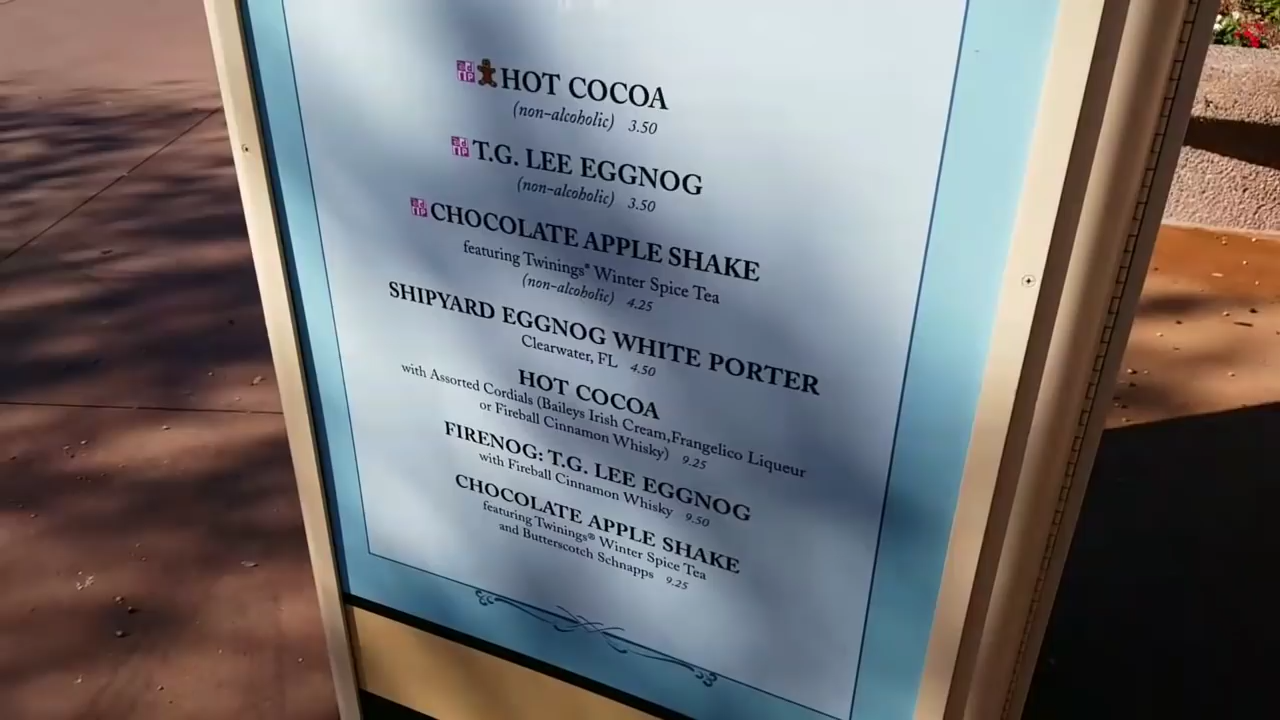 HOT COCOA
(non-alcoholic) 3.50
T.G. LEE EGGNOG
(non-alcoholic) 3.50
CHOCOLATE APPLE SHAKE
featuring Twinings® Winter Spice Tea
(non-alcoholic) 4.25
SHIPYARD EGGNOG WHITE PORTER
Clearwater, FL 4.50
HOT COCOA
with Assorted Cordials (Baileys Irish Cream,Frangelico Liqueur
or Fireball Cinnamon Whisky) 9.25
FIRENOG: T.G. LEE EGGNOG
with Fireball Cinnamon Whisky 9.50
CHOCOLATE APPLE SHAKE
featuring Twinings® Winter Spice Tea
and Butterscotch Schnapps 9.25